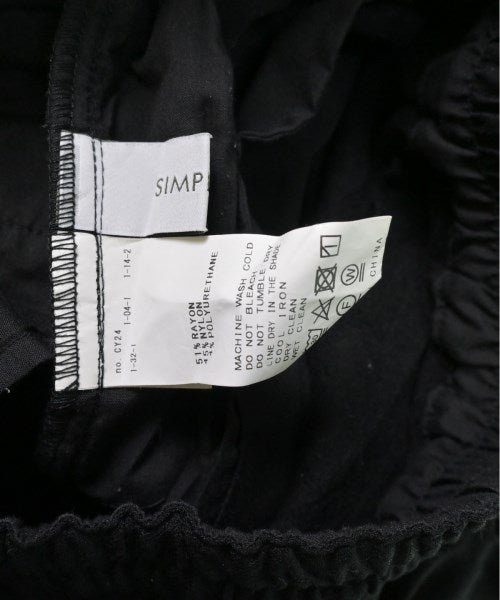 SIMP
no. CY24
1-32-1 1-04-1 1-14-2
51% RAYON
45% NYLON
4% POLYURETHANE
MACHINE WASH COLD
DO NOT BLEACH
DO NOT TUMBLE DRY
LINE DRY IN THE SHADE
COOL IRON
DRY CLEAN
WET CLEAN
F W
CHINA